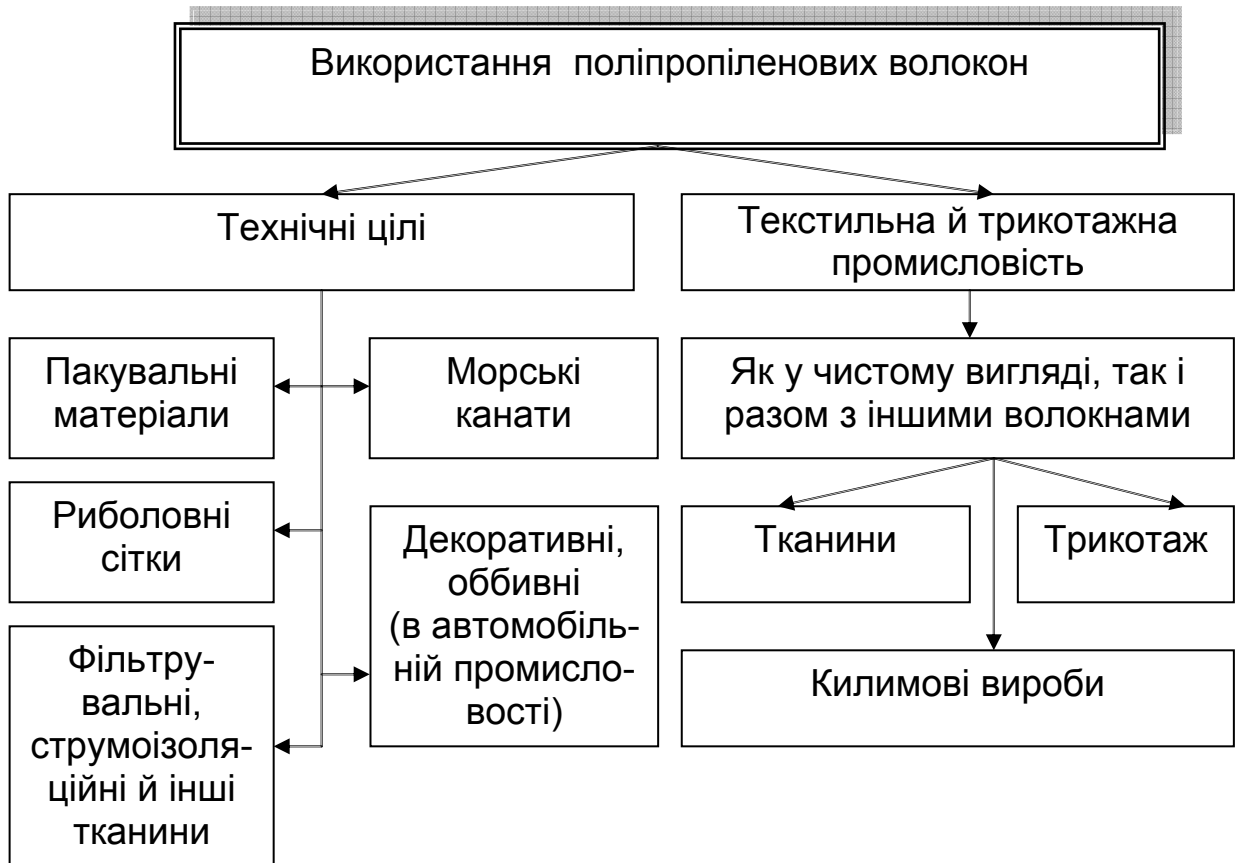 Використання поліпропіленових волокон
Технічні цілі
Текстильна й трикотажна
промисловість
Пакувальні
матеріали
Морські
канати
Як у чистому вигляді, так і
разом з іншими волокнами
Риболовні
сітки
Декоративні,
оббивні
(в автомобіль-
ній промисло-
вості)
Тканини
Трикотаж
Фільтру-
вальні,
струмоізоля-
ційні й інші
тканини
Килимові вироби